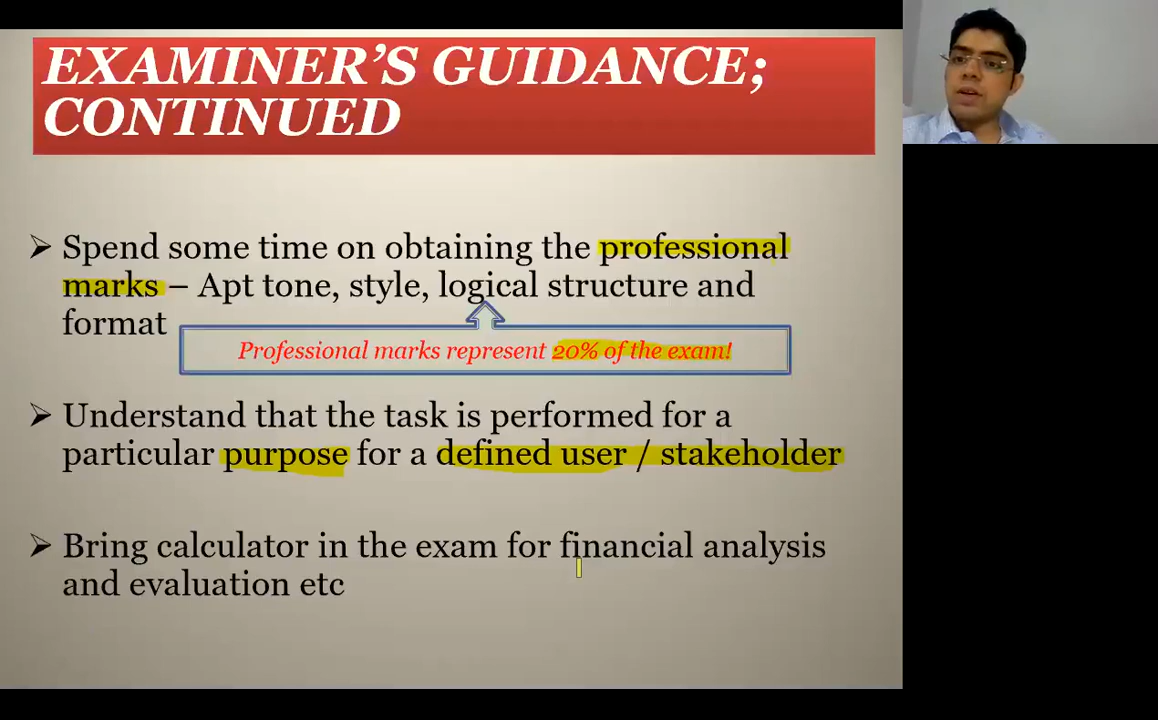 EXAMINER'S GUIDANCE;
CONTINUED
➢ Spend some time on obtaining the professional
marks – Apt tone, style, logical structure and
format
Professional marks represent 20% of the exam!
➢ Understand that the task is performed for a
particular purpose for a defined user / stakeholder
➢ Bring calculator in the exam for financial analysis
and evaluation etc